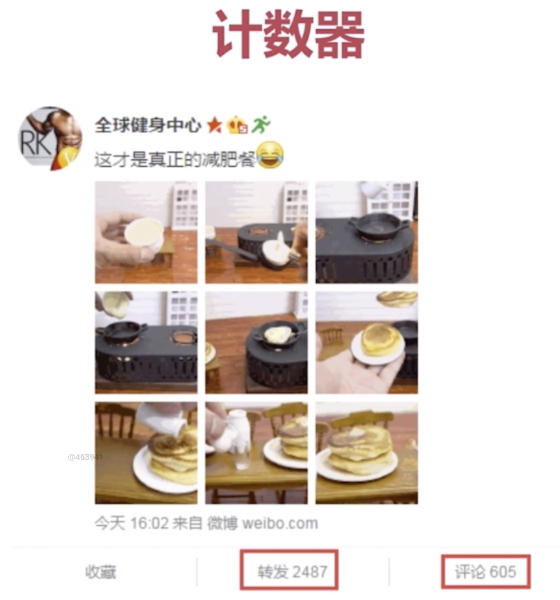 计数器
全球健身中心
RK
这才是真正的减肥餐
@463941
今天 16:02 来自 微博 weibo.com
收藏
转发 2487
评论 605